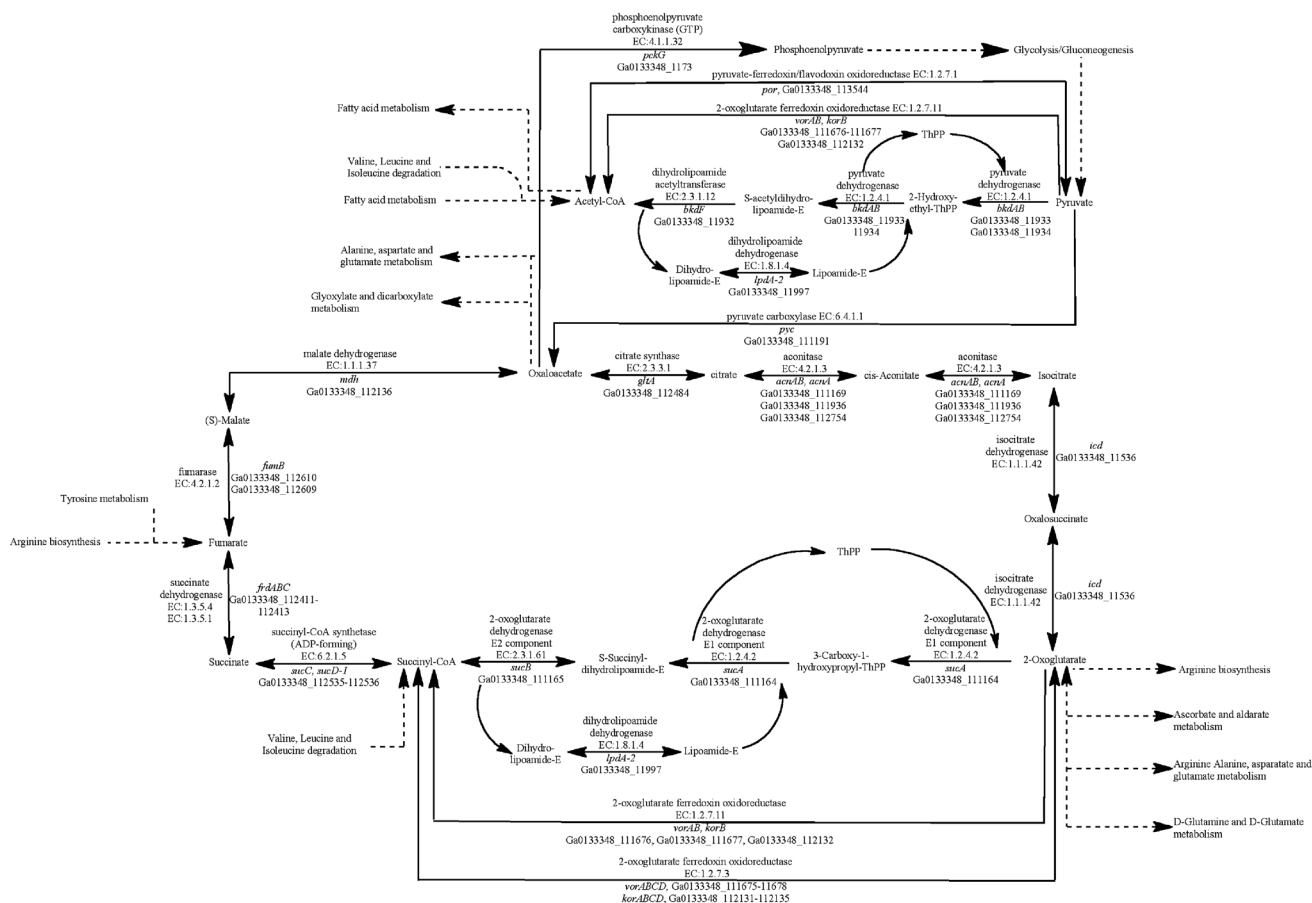 phosphoenolpyruvate
carboxykinase (GTP)
EC:4.1.1.32
pckG
Ga0133348_1173
Phosphoenolpyruvate
Glycolysis/Gluconeogenesis
pyruvate-ferredoxin/flavodoxin oxidoreductase EC:1.2.7.1
por, Ga0133348_113544
2-oxoglutarate ferredoxin oxidoreductase EC:1.2.7.11
vorAB, korB
Ga0133348_111676-111677
Ga0133348_112132
ThPP
Fatty acid metabolism
Valine, Leucine and
Isoleucine degradation
Fatty acid metabolism
Acetyl-CoA
dihydrolipoamide
acetyltransferase
EC:2.3.1.12
bkdF
Ga0133348_11932
S-acetyldihydro-
lipoamide-E
pyruvate
dehydrogenase
EC:1.2.4.1
bkdAB
Ga0133348_11933-
11934
2-Hydroxy-
ethyl-ThPP
pyruvate
dehydrogenase
EC:1.2.4.1
bkdAB
Ga0133348_11933
Ga0133348_11934
Pyruvate
Dihydro-
lipoamide-E
dihydrolipoamide
dehydrogenase
EC:1.8.1.4
lpdA-2
Ga0133348_11997
Lipoamide-E
Alanine, aspartate and
glutamate metabolism
Glyoxylate and dicarboxylate
metabolism
pyruvate carboxylase EC:6.4.1.1
pyc
Ga0133348_111191
malate dehydrogenase
EC:1.1.1.37
mdh
Ga0133348_112136
Oxaloacetate
citrate synthase
EC:2.3.3.1
gltA
Ga0133348_112484
citrate
aconitase
EC:4.2.1.3
acnAB, acnA
Ga0133348_111169
Ga0133348_111936
Ga0133348_112754
cis-Aconitate
aconitase
EC:4.2.1.3
acnAB, acnA
Ga0133348_111169
Ga0133348_111936
Ga0133348_112754
Isocitrate
(S)-Malate
fumarase
EC:4.2.1.2
fumB
Ga0133348_112610
Ga0133348_112609
isocitrate
dehydrogenase
EC:1.1.1.42
icd
Ga0133348_11536
Tyrosine metabolism
Arginine biosynthesis
Fumarate
Oxalosuccinate
succinate
dehydrogenase
EC:1.3.5.4
EC:1.3.5.1
frdABC
Ga0133348_112411-
112413
ThPP
isocitrate
dehydrogenase
EC:1.1.1.42
icd
Ga0133348_11536
Succinate
succinyl-CoA synthetase
(ADP-forming)
EC:6.2.1.5
sucC, sucD-1
Ga0133348_112535-112536
Succinyl-CoA
2-oxoglutarate
dehydrogenase
E2 component
EC:2.3.1.61
sucB
Ga0133348_111165
S-Succinyl-
dihydrolipoamide-E
2-oxoglutarate
dehydrogenase
E1 component
EC:1.2.4.2
sucA
Ga0133348_111164
3-Carboxy-1-
hydroxypropyl-ThPP
2-oxoglutarate
dehydrogenase
E1 component
EC:1.2.4.2
sucA
Ga0133348_111164
2-Oxoglutarate
Arginine biosynthesis
Ascorbate and aldarate
metabolism
Arginine Alanine, asparatate and
glutamate metabolism
D-Glutamine and D-Glutamate
metabolism
Valine, Leucine and
Isoleucine degradation
Dihydro-
lipoamide-E
dihydrolipoamide
dehydrogenase
EC:1.8.1.4
lpdA-2
Ga0133348_11997
Lipoamide-E
2-oxoglutarate ferredoxin oxidoreductase
EC:1.2.7.11
vorAB, korB
Ga0133348_111676, Ga0133348_111677, Ga0133348_112132
2-oxoglutarate ferredoxin oxidoreductase
EC:1.2.7.3
vorABCD, Ga0133348_111675-11678
korABCD, Ga0133348_112131-112135